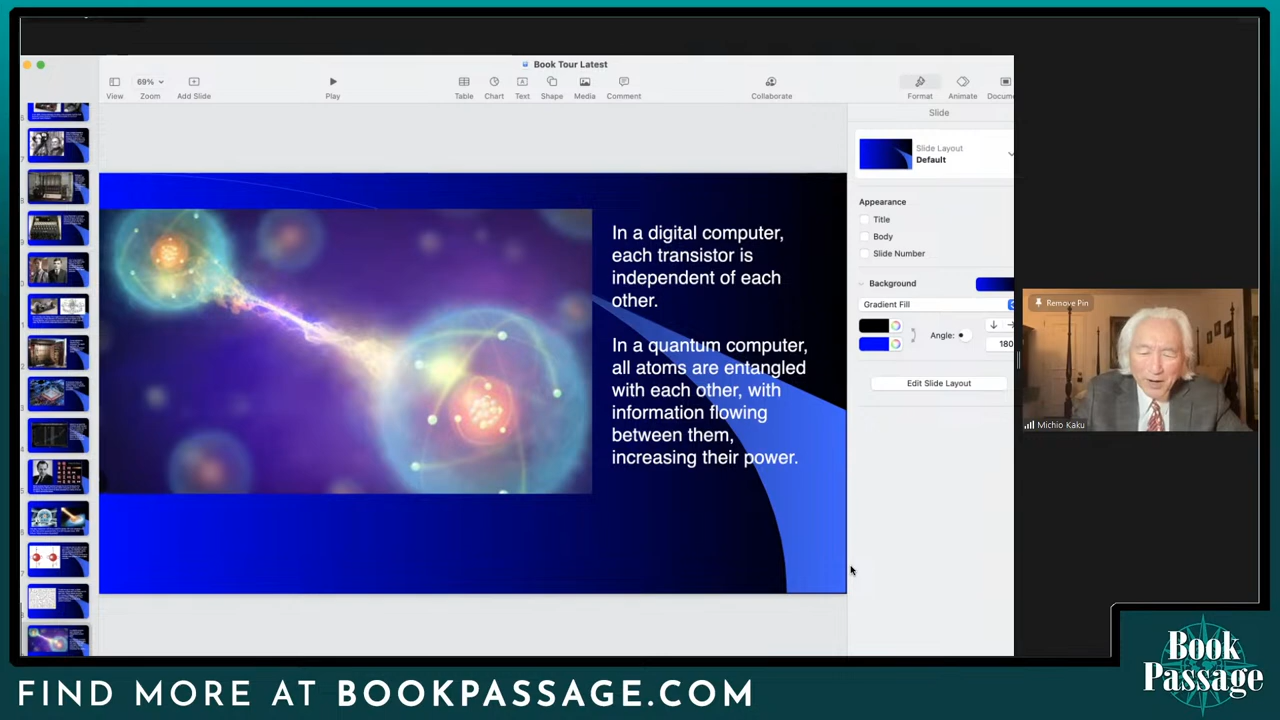 Book Tour Latest
69%
View
Zoom
Add Slide
Play
Table
Chart
Text
Shape
Media
Comment
Collaborate
Format
Animate
Docum
Slide
Slide Layout
Default
Appearance
Title
Body
Slide Number
Background
Gradient Fill
Angle:
180
Edit Slide Layout
In a digital computer,
each transistor is
independent of each
other.
In a quantum computer,
all atoms are entangled
with each other, with
information flowing
between them,
increasing their power.
Remove Pin
Michio Kaku
Book
Passage
FIND MORE AT BOOKPASSAGE.COM